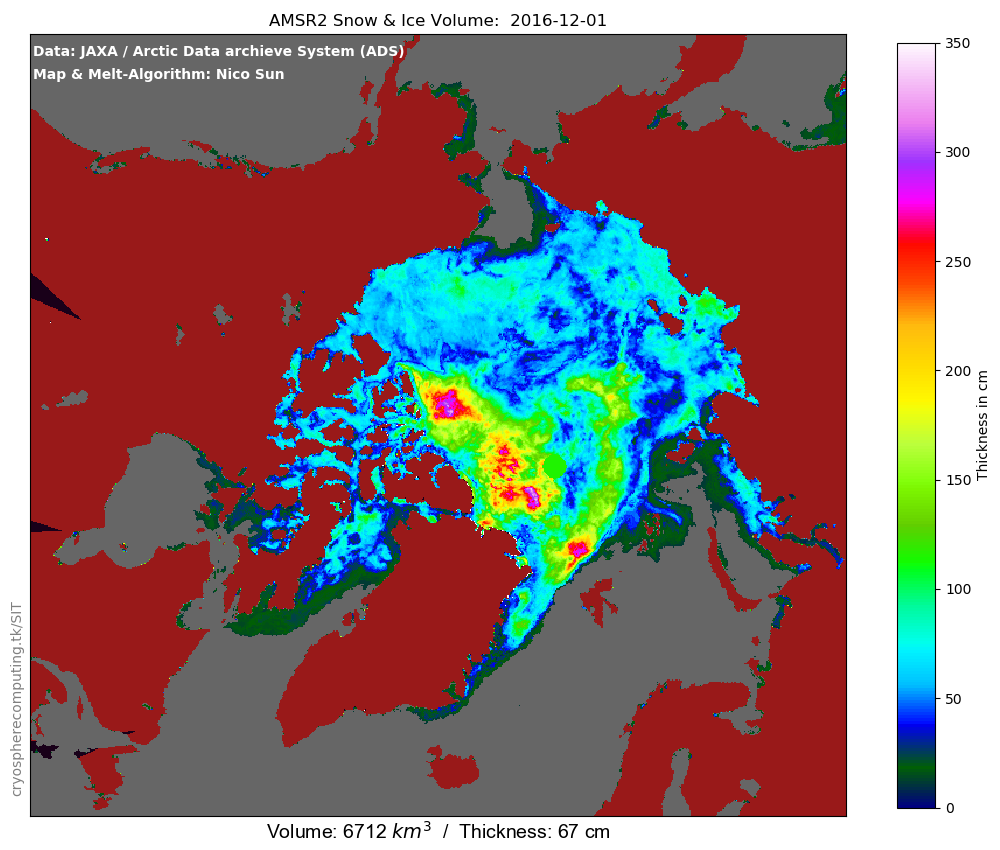 AMSR2 Snow & Ice Volume:  2016-12-01
Data: JAXA / Arctic Data archieve System (ADS)
Map & Melt-Algorithm: Nico Sun
350
300
250
200
150
100
50
0
Thickness in cm
cryospherecomputing.tk/SIT
Volume: 6712 km³  /  Thickness: 67 cm